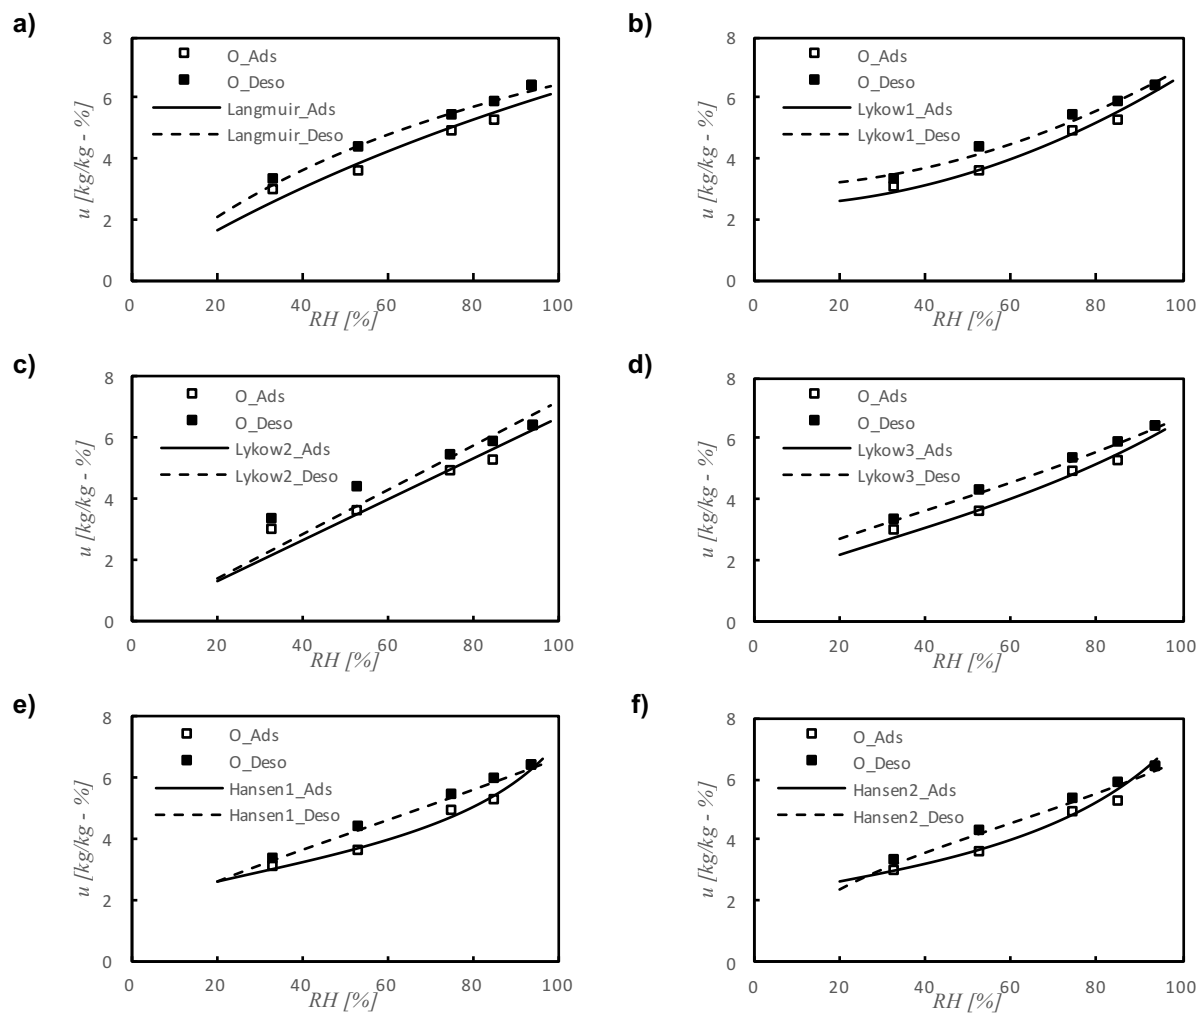 a)
8
6
4
2
0
0 20 40 60 80 100
u [kg/kg - %]
RH [%]
O_Ads
O_Deso
Langmuir_Ads
Langmuir_Deso
b)
8
6
4
2
0
0 20 40 60 80 100
u [kg/kg - %]
RH [%]
O_Ads
O_Deso
Lykow1_Ads
Lykow1_Deso
c)
8
6
4
2
0
0 20 40 60 80 100
u [kg/kg - %]
RH [%]
O_Ads
O_Deso
Lykow2_Ads
Lykow2_Deso
d)
8
6
4
2
0
0 20 40 60 80 100
u [kg/kg - %]
RH [%]
O_Ads
O_Deso
Lykow3_Ads
Lykow3_Deso
e)
8
6
4
2
0
0 20 40 60 80 100
u [kg/kg - %]
RH [%]
O_Ads
O_Deso
Hansen1_Ads
Hansen1_Deso
f)
8
6
4
2
0
0 20 40 60 80 100
u [kg/kg - %]
RH [%]
O_Ads
O_Deso
Hansen2_Ads
Hansen2_Deso